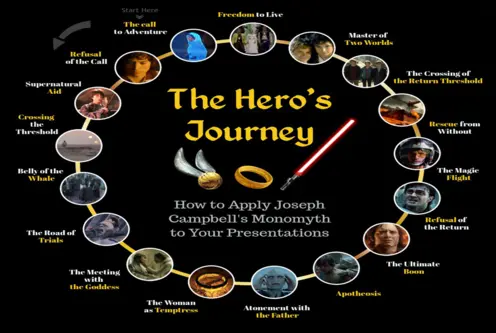 Start Here
The call
to Adventure
Refusal
of the Call
Supernatural
Aid
Crossing
the
Threshold
Belly of the
Whale
The Road of
Trials
The Meeting
with
the Goddess
The Woman
as Temptress
Atonement with
the Father
Apotheosis
The Ultimate
Boon
Refusal of
the Return
The Magic
Flight
Rescue from
Without
The Crossing of
the Return Threshold
Master of
Two Worlds
Freedom to Live
The Hero's
Journey
How to Apply Joseph
Campbell's Monomyth
to Your Presentations